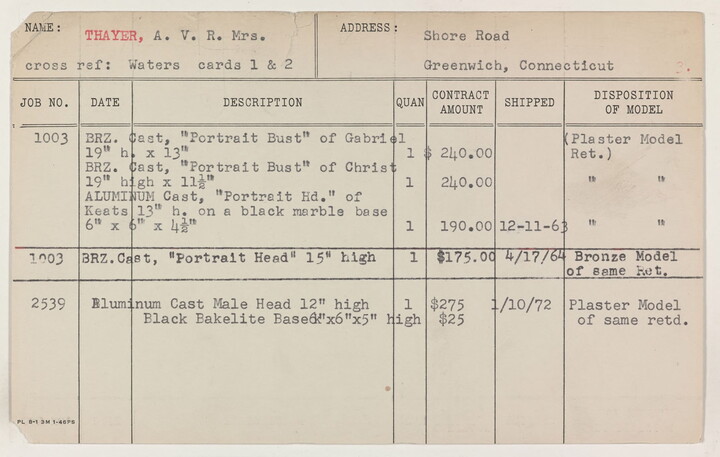 NAME: THAYER, A. V. R. Mrs. ADDRESS: Shore Road
cross ref: Waters cards 1 & 2 Greenwich, Connecticut
JOB NO. DATE DESCRIPTION QUAN CONTRACT AMOUNT SHIPPED DISPOSITION OF MODEL
1003 BRZ. Cast, "Portrait Bust" of Gabriel (Plaster Model
19" h. x 13" 1 $ 240.00 Ret.)
BRZ. Cast, "Portrait Bust" of Christ
19" high x 11½" 1 240.00 " "
ALUMINUM Cast, "Portrait Hd." of
Keats 13" h. on a black marble base
6" x 6" x 4½" 1 190.00 12-11-63 " "
1003 BRZ.Cast, "Portrait Head" 15" high 1 $175.00 4/17/64 Bronze Model
of same Ret.
2539 Aluminum Cast Male Head 12" high 1 $275 1/10/72 Plaster Model
Black Bakelite Base6"x6"x5" high $25 of same retd.
PL 5-1 3M 1-46PS